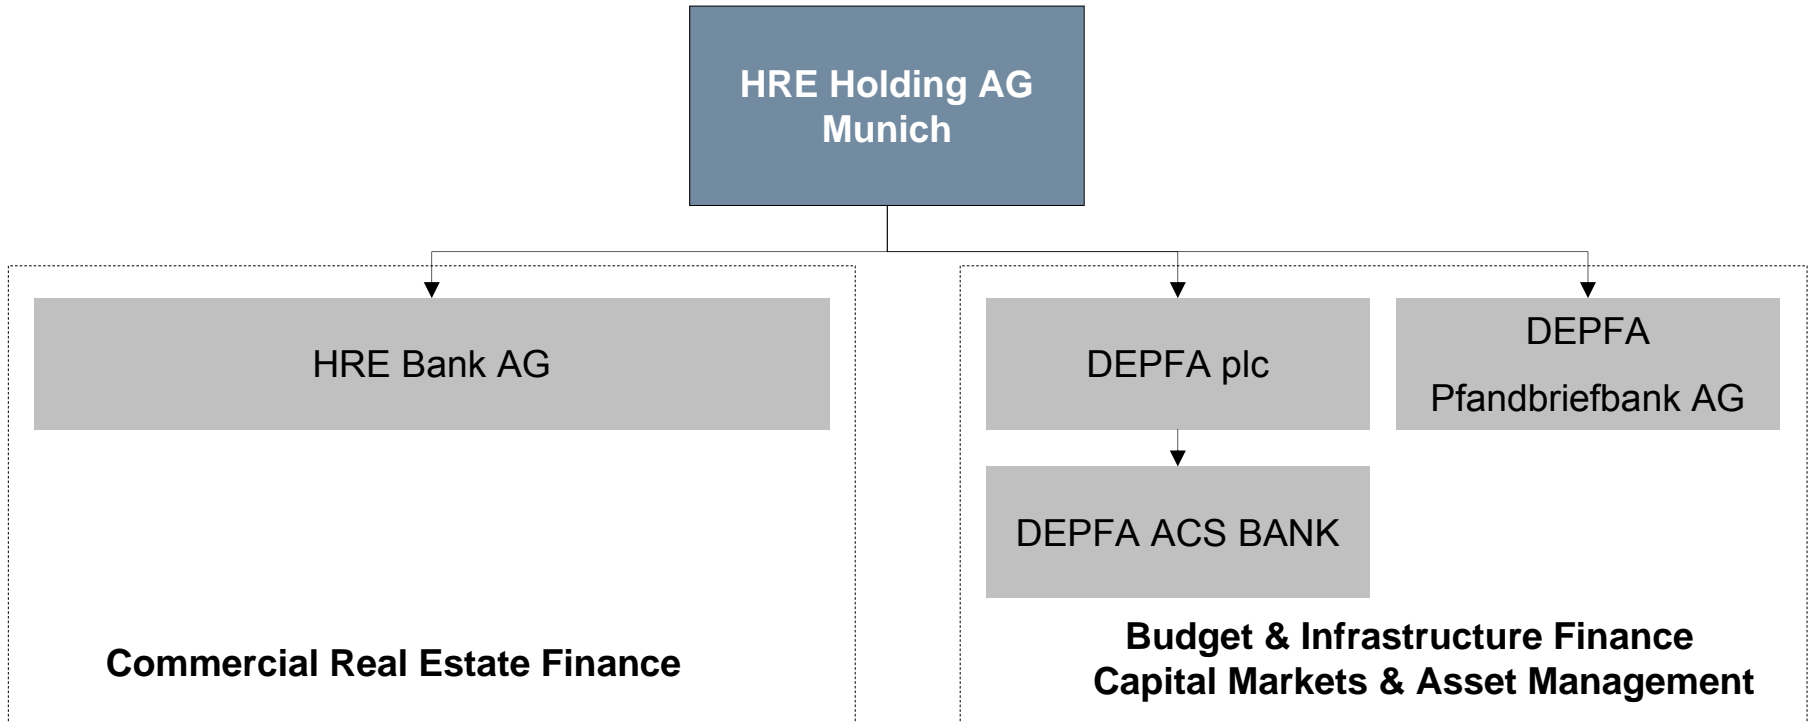 HRE Holding AG
Munich
HRE Bank AG
DEPFA plc
DEPFA
Pfandbriefbank AG
DEPFA ACS BANK
Commercial Real Estate Finance
Budget & Infrastructure Finance
Capital Markets & Asset Management